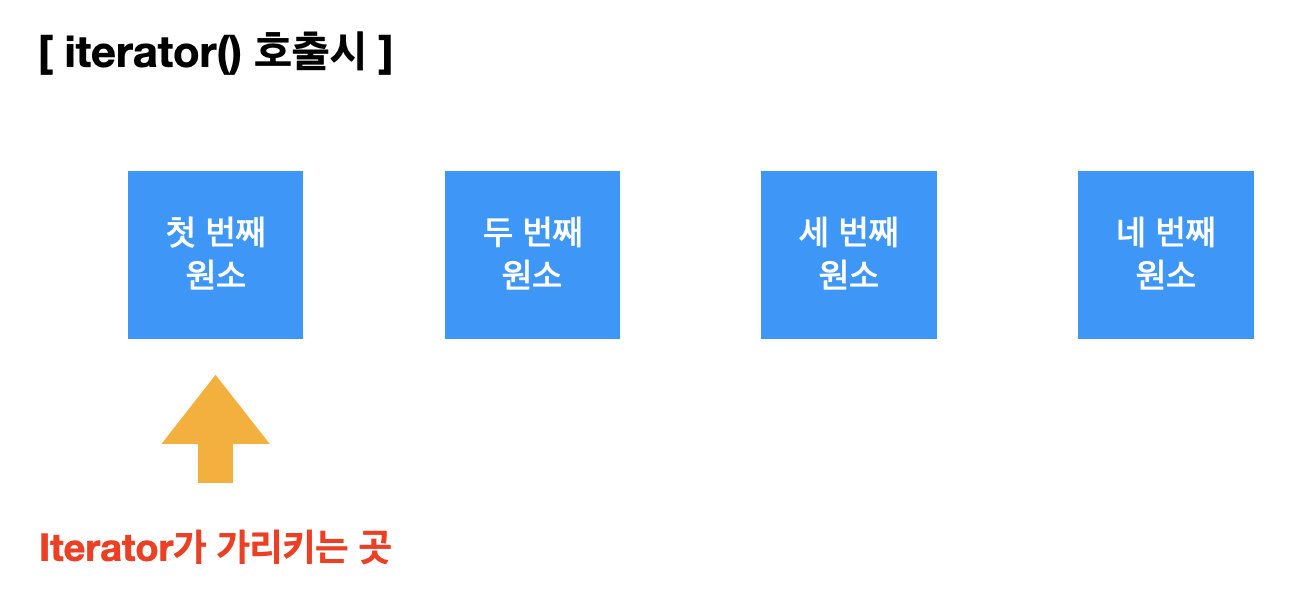 [ iterator() 호출시 ]
첫 번째
원소
두 번째
원소
세 번째
원소
네 번째
원소
Iterator가 가리키는 곳